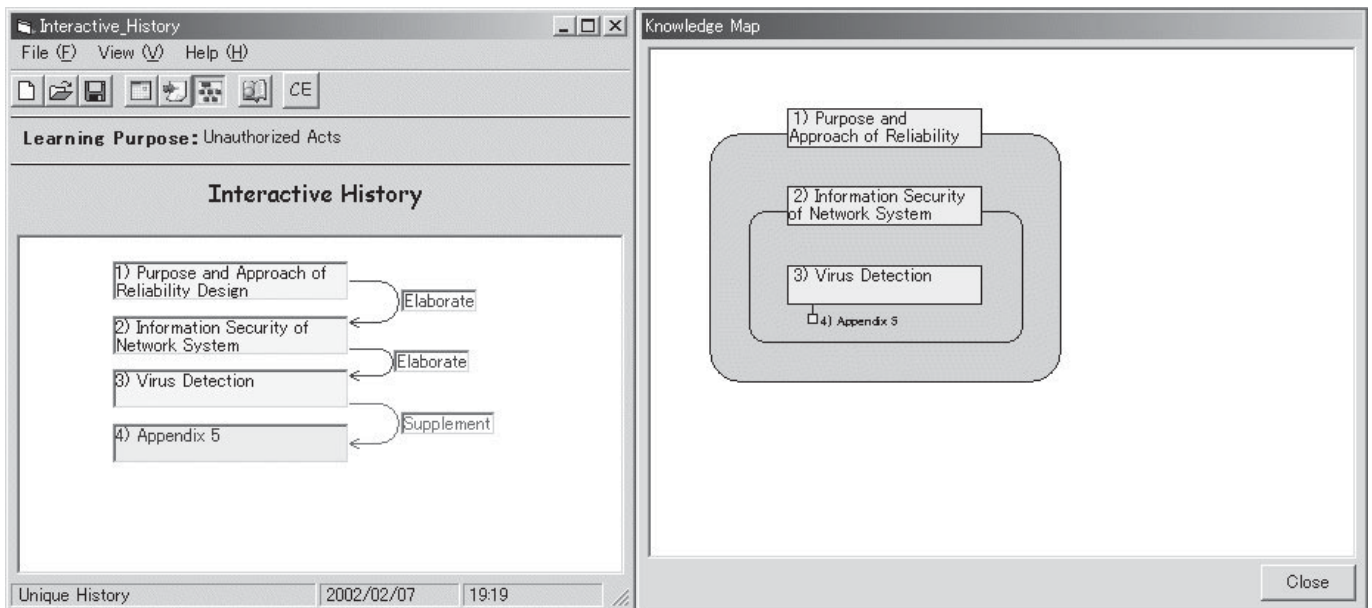 Interactive_History
File (F) View (V) Help (H)
CE
Learning Purpose: Unauthorized Acts
Interactive History
1) Purpose and Approach of
Reliability Design
Elaborate
2) Information Security of
Network System
Elaborate
3) Virus Detection
Supplement
4) Appendix 5
Unique History 2002/02/07 19:19
Knowledge Map
1) Purpose and
Approach of Reliability
2) Information Security
of Network System
3) Virus Detection
4) Appendix 5
Close